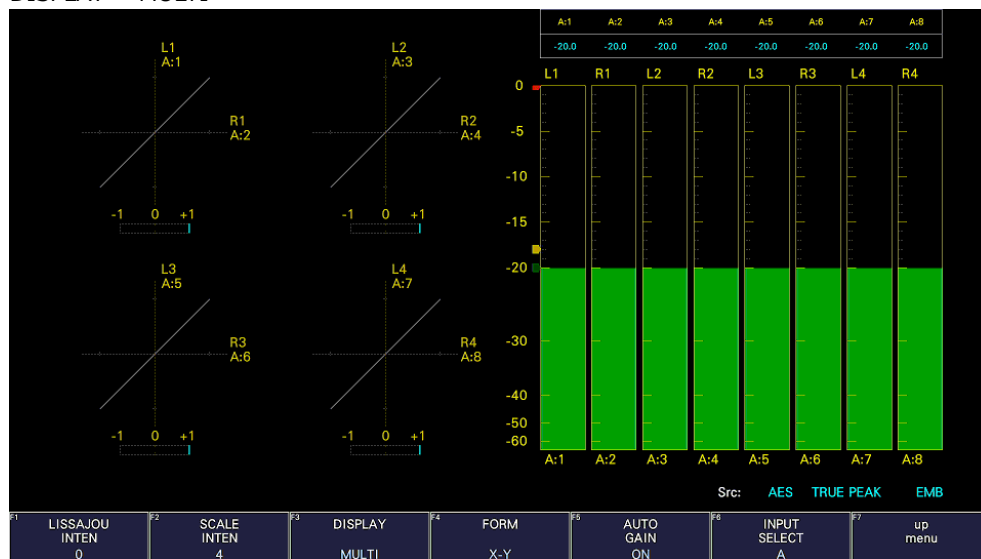 A:1 A:2 A:3 A:4 A:5 A:6 A:7 A:8
-20.0 -20.0 -20.0 -20.0 -20.0 -20.0 -20.0 -20.0
L1
A:1
R1
A:2
-1 0 +1
L2
A:3
R2
A:4
-1 0 +1
L3
A:5
R3
A:6
-1 0 +1
L4
A:7
R4
A:8
-1 0 +1
L1 R1 L2 R2 L3 R3 L4 R4
0
-5
-10
-15
-20
-30
-40
-50
-60
A:1 A:2 A:3 A:4 A:5 A:6 A:7 A:8
Src: AES TRUE PEAK EMB
F1 LISSAJOU INTEN 0
F2 SCALE INTEN 4
F3 DISPLAY MULTI
F4 FORM X-Y
F5 AUTO GAIN ON
F6 INPUT SELECT A
F7 up menu